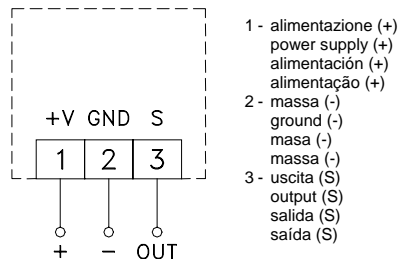 +V GND S
1 2 3
+ − OUT
1 - alimentazione (+)
power supply (+)
alimentación (+)
alimentação (+)
2 - massa (-)
ground (-)
masa (-)
massa (-)
3 - uscita (S)
output (S)
salida (S)
saída (S)